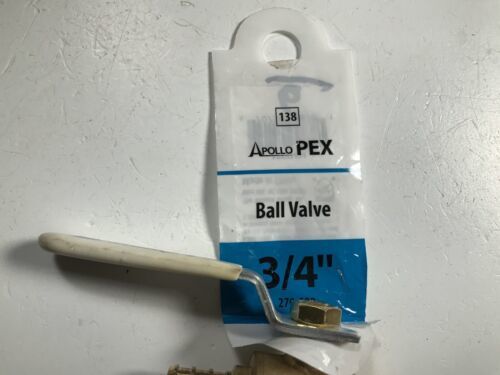 138
APOLLO PEX
Ball Valve
3/4"